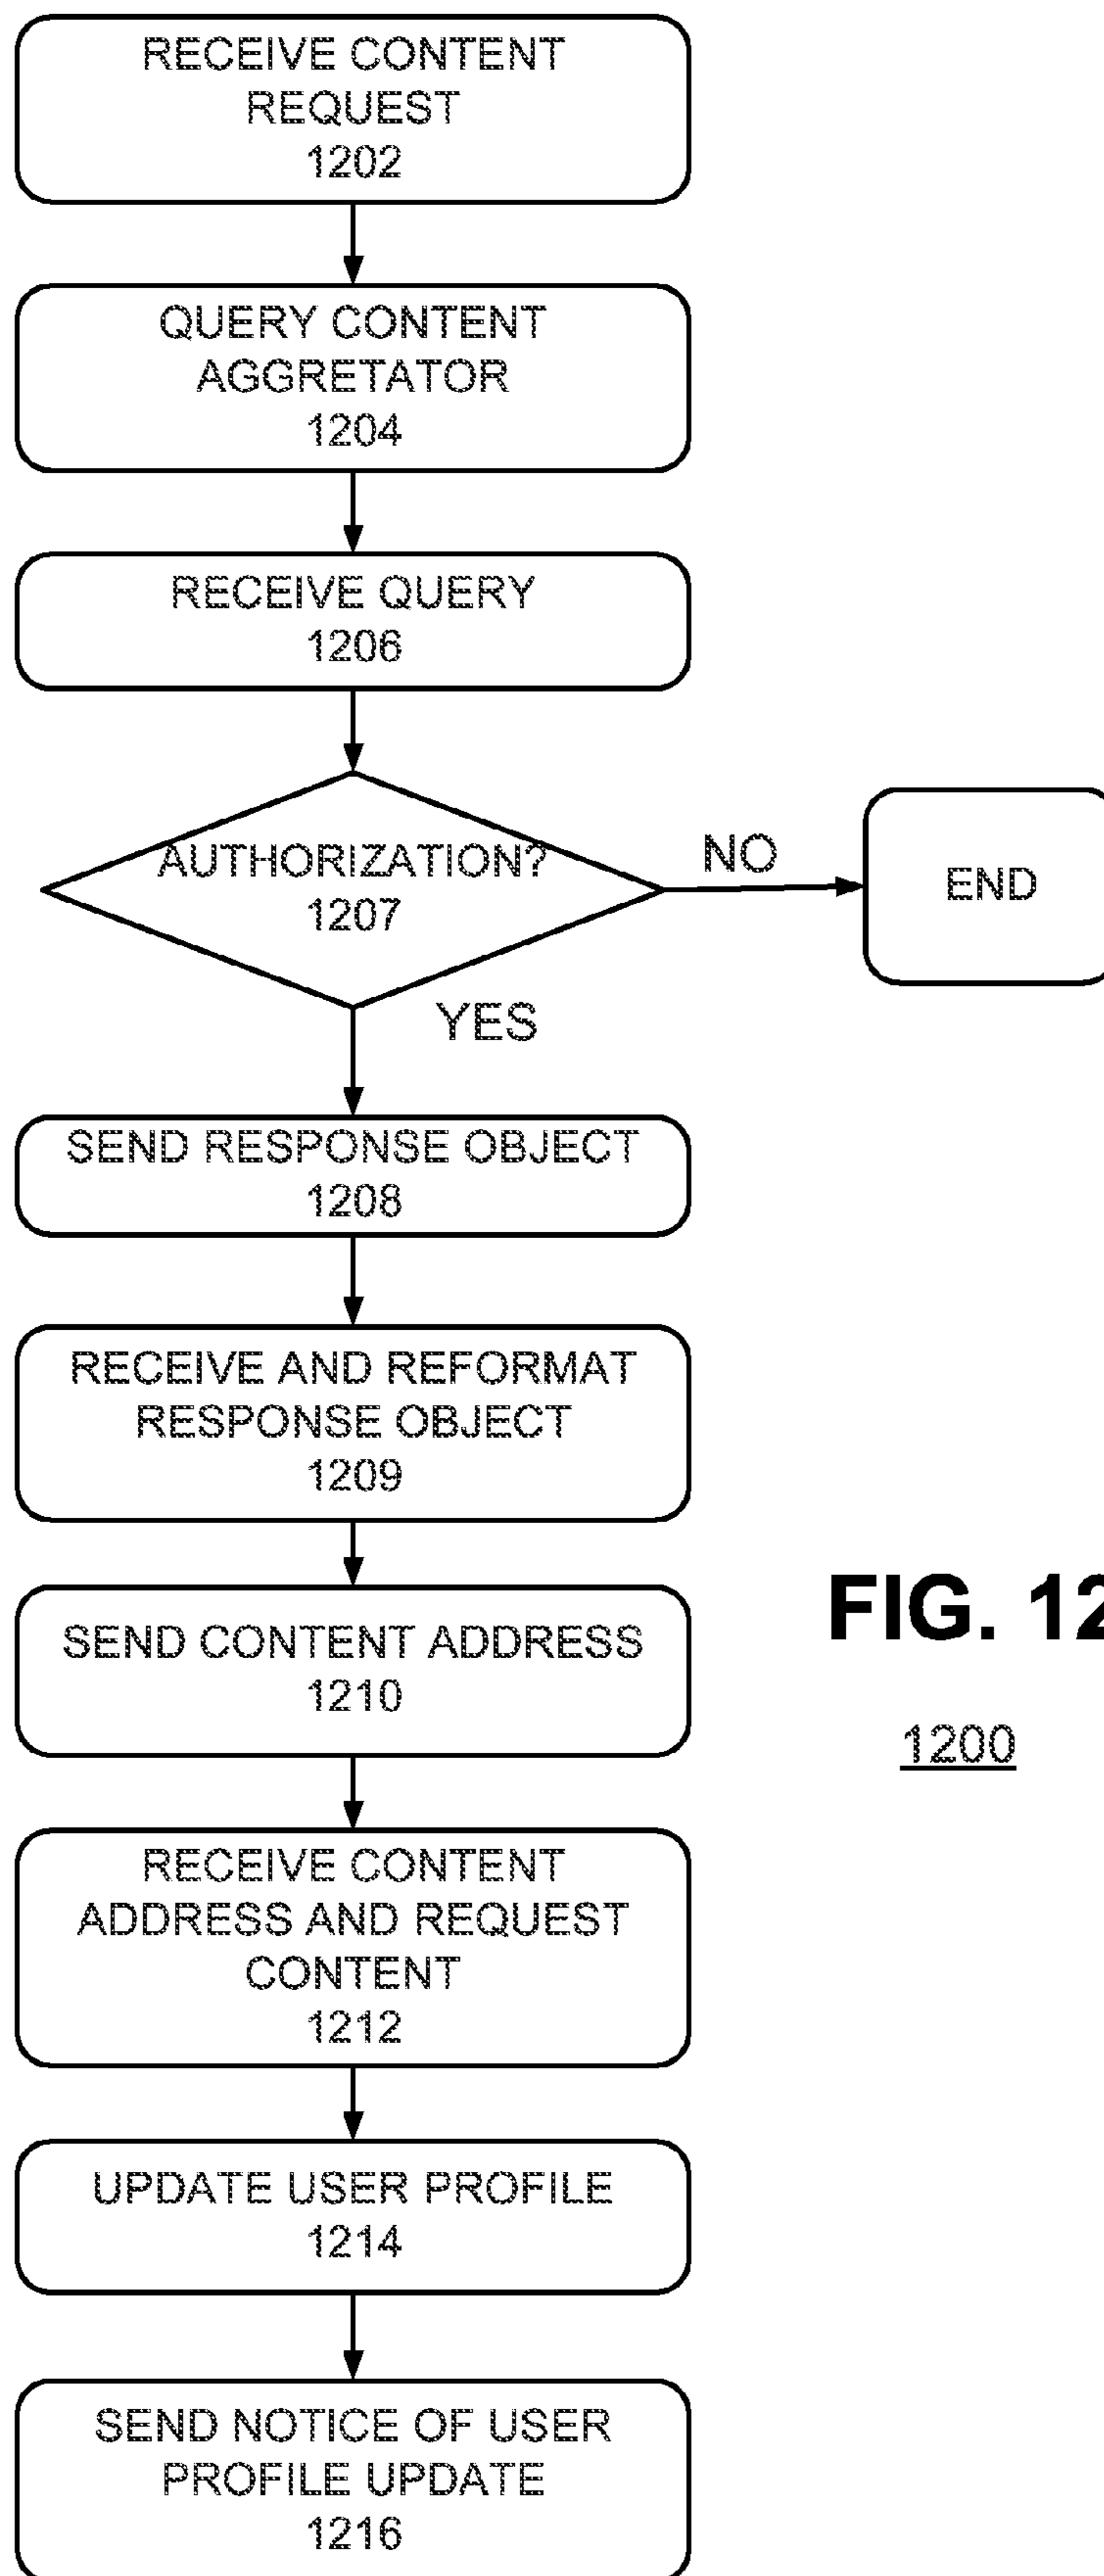 RECEIVE CONTENT
REQUEST
1202
QUERY CONTENT
AGGRETATOR
1204
RECEIVE QUERY
1206
AUTHORIZATION?
1207
NO
END
YES
SEND RESPONSE OBJECT
1208
RECEIVE AND REFORMAT
RESPONSE OBJECT
1209
SEND CONTENT ADDRESS
1210
FIG. 12
1200
RECEIVE CONTENT
ADDRESS AND REQUEST
CONTENT
1212
UPDATE USER PROFILE
1214
SEND NOTICE OF USER
PROFILE UPDATE
1216